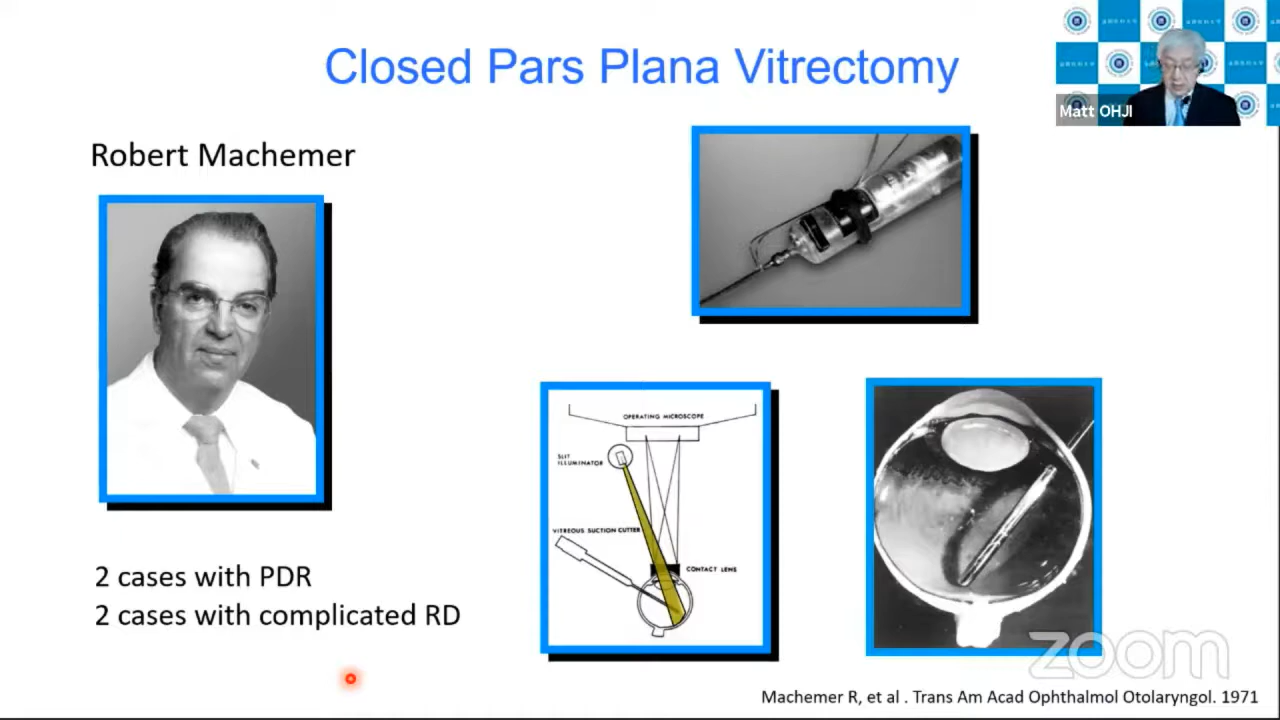 Closed Pars Plana Vitrectomy
Matt OHJI
Robert Machemer
OPERATING MICROSCOPE
SLIT
ILLUMINATOR
VITREOUS SUCTION CUTTER
CONTACT LENS
2 cases with PDR
2 cases with complicated RD
zoom
Machemer R, et al . Trans Am Acad Ophthalmol Otolaryngol. 1971